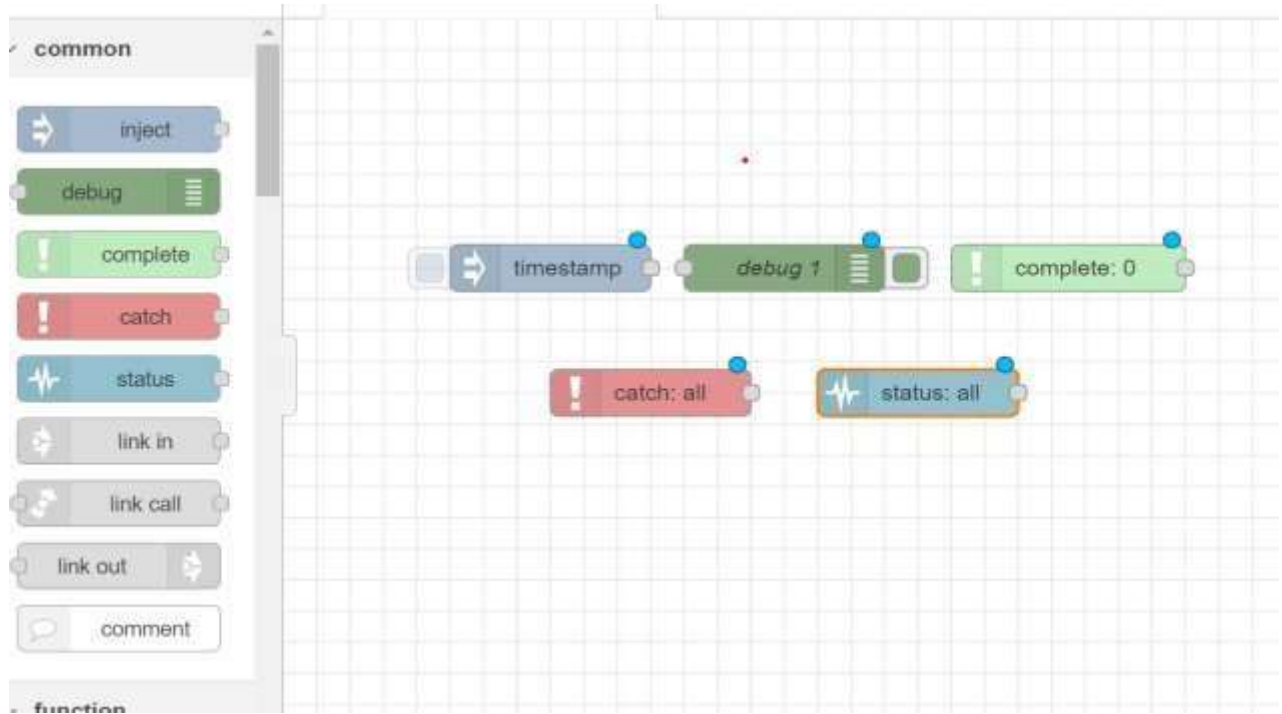 common
inject
debug
complete
catch
status
link in
link call
link out
comment
function
timestamp
debug 1
complete: 0
catch: all
status: all